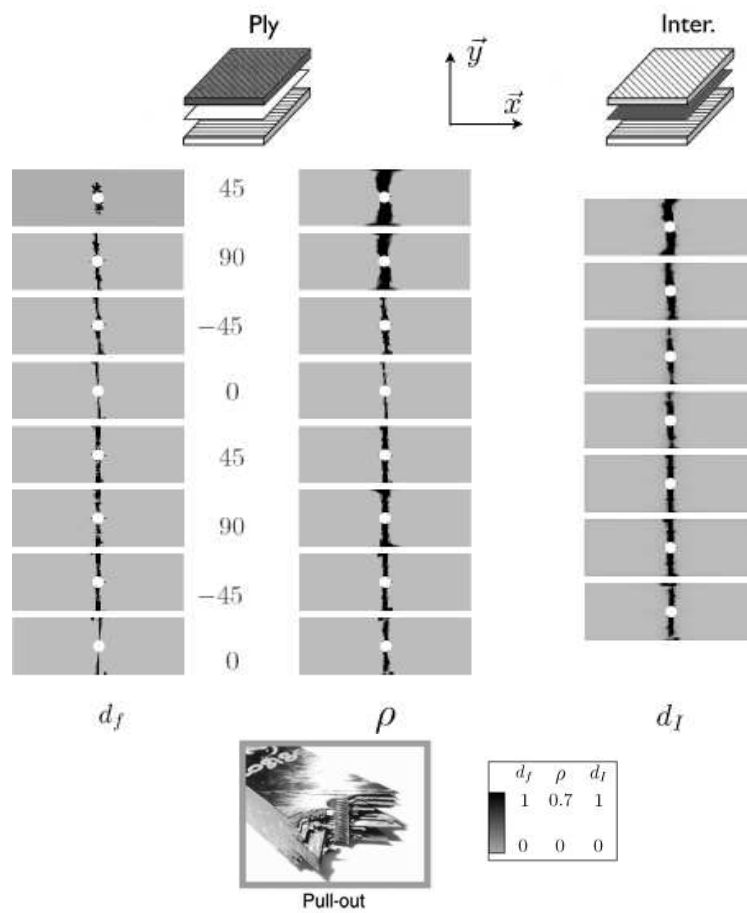 Ply
Inter.
y⃗
x⃗
45
90
−45
0
45
90
−45
0
d_f
ρ
d_I
d_f ρ d_I
1 0.7 1
0 0 0
Pull-out